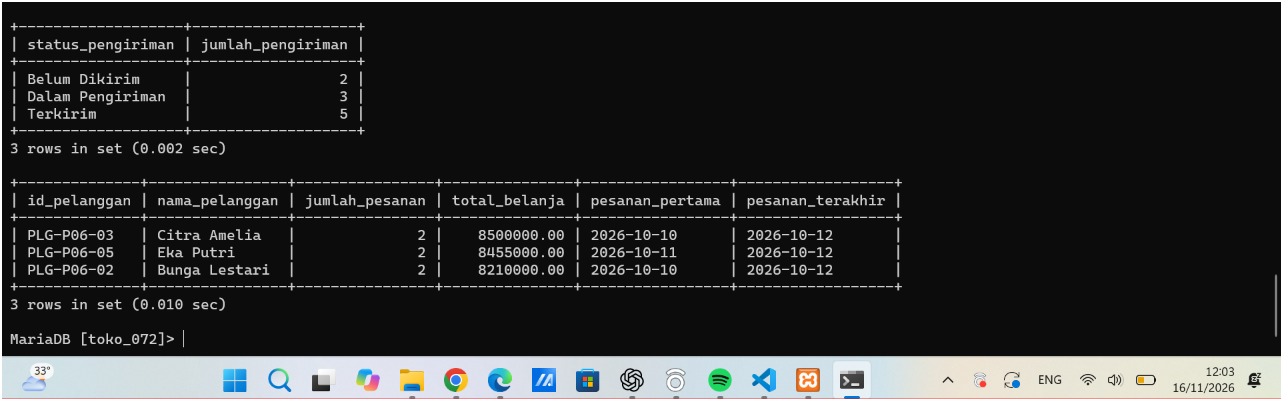 +-------------------+-------------------+
| status_pengiriman | jumlah_pengiriman |
+-------------------+-------------------+
| Belum Dikirim     |                 2 |
| Dalam Pengiriman  |                 3 |
| Terkirim          |                 5 |
+-------------------+-------------------+
3 rows in set (0.002 sec)
+--------------+----------------+----------------+---------------+-----------------+------------------+
| id_pelanggan | nama_pelanggan | jumlah_pesanan | total_belanja | pesanan_pertama | pesanan_terakhir |
+--------------+----------------+----------------+---------------+-----------------+------------------+
| PLG-P06-03   | Citra Amelia   |              2 |    8500000.00 | 2026-10-10      | 2026-10-12       |
| PLG-P06-05   | Eka Putri      |              2 |    8455000.00 | 2026-10-11      | 2026-10-12       |
| PLG-P06-02   | Bunga Lestari  |              2 |    8210000.00 | 2026-10-10      | 2026-10-12       |
+--------------+----------------+----------------+---------------+-----------------+------------------+
3 rows in set (0.010 sec)
MariaDB [toko_072]>
33°
ENG
12:03
16/11/2026